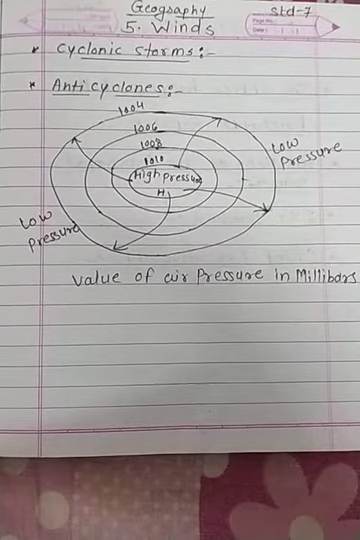 Geography
Std-7
5. Winds
Page No.:
Date:
* Cyclonic Storms:-
* Anticyclones:-
1004
1006
1008
1010
High Pressure
H
Low Pressure
Low Pressure
value of air Pressure in Millibars